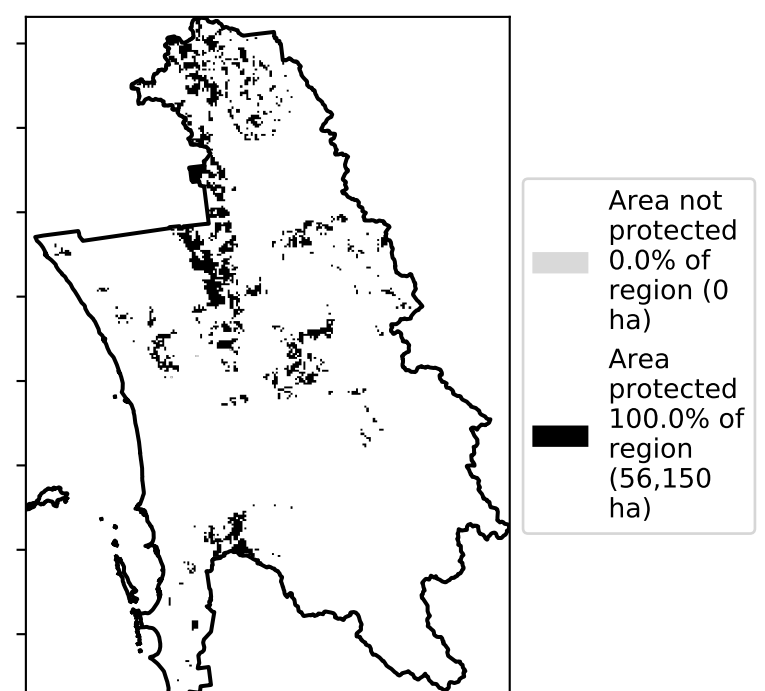 Area not
protected
0.0% of
region (0
ha)
Area
protected
100.0% of
region
(56,150
ha)